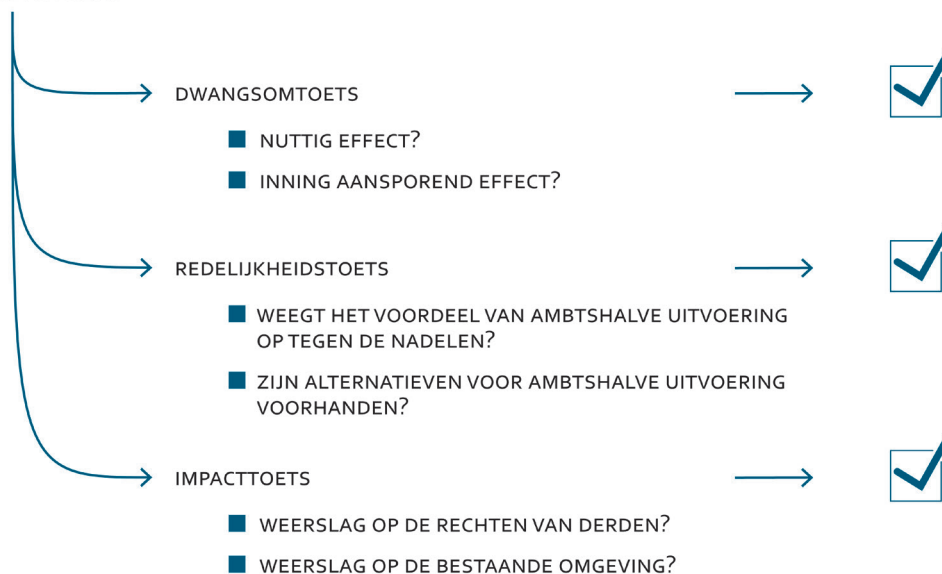 DWANGSOMTOETS
NUTTIG EFFECT?
INNING AANSPOREND EFFECT?
REDELIJKHEIDSTOETS
WEEGT HET VOORDEEL VAN AMBTSHALVE UITVOERING
OP TEGEN DE NADELEN?
ZIJN ALTERNATIEVEN VOOR AMBTSHALVE UITVOERING
VOORHANDEN?
IMPACTTOETS
WEERSLAG OP DE RECHTEN VAN DERDEN?
WEERSLAG OP DE BESTAANDE OMGEVING?